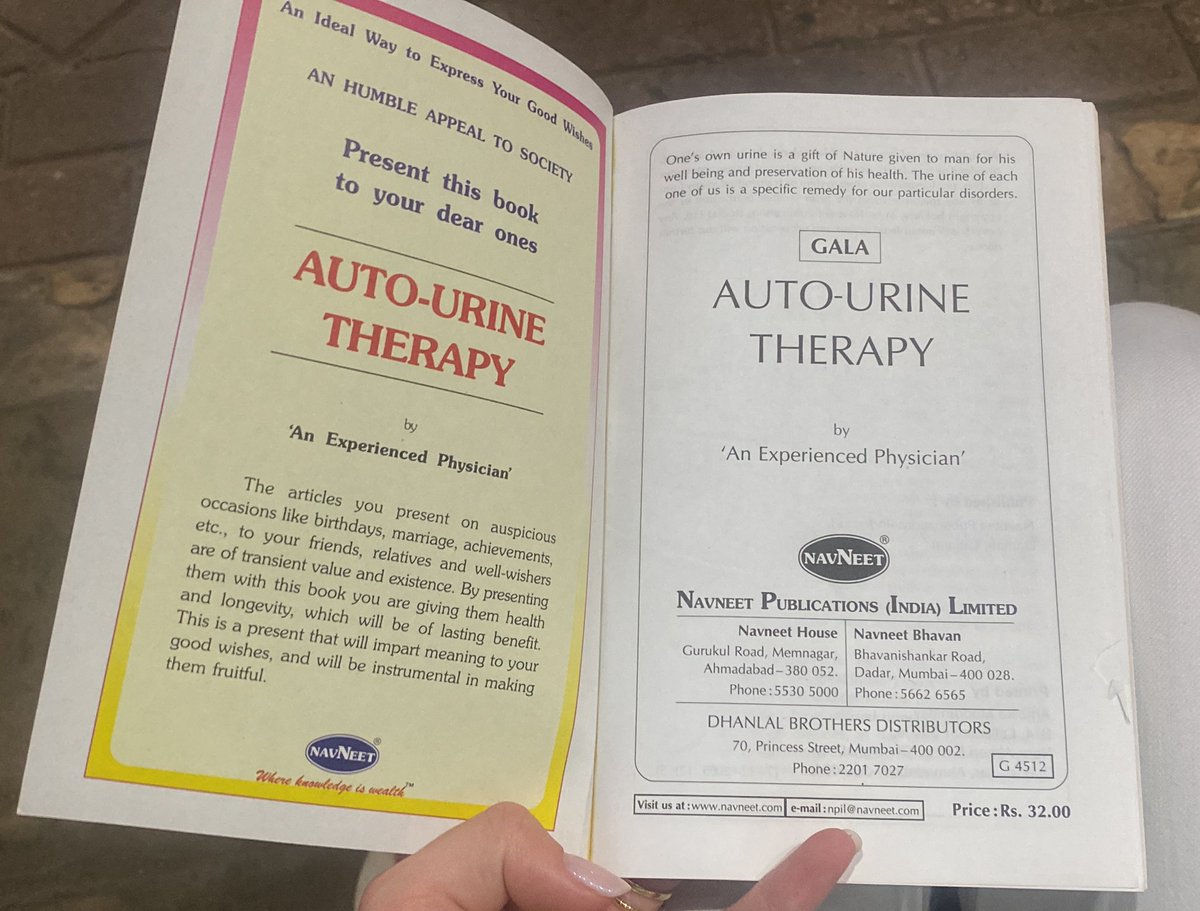 An Ideal Way to Express Your Good Wishes
AN HUMBLE APPEAL TO SOCIETY
Present this book
to your dear ones
AUTO-URINE
THERAPY
by
‘An Experienced Physician’
The articles you present on auspicious
occasions like birthdays, marriage, achievements,
etc., to your friends, relatives and well-wishers
are of transient value and existence. By presenting
them with this book you are giving them health
and longevity, which will be of lasting benefit.
This is a present that will impart meaning to your
good wishes, and will be instrumental in making
them fruitful.
NAVNEET®
Where knowledge is wealth™
One's own urine is a gift of Nature given to man for his
well being and preservation of his health. The urine of each
one of us is a specific remedy for our particular disorders.
GALA
AUTO-URINE
THERAPY
by
‘An Experienced Physician’
NAVNEET®
NAVNEET PUBLICATIONS (INDIA) LIMITED
Navneet House
Gurukul Road, Memnagar,
Ahmadabad–380 052.
Phone:5530 5000
Navneet Bhavan
Bhavanishankar Road,
Dadar, Mumbai–400 028.
Phone:5662 6565
DHANLAL BROTHERS DISTRIBUTORS
70, Princess Street, Mumbai–400 002.
Phone:2201 7027
G 4512
Visit us at:www.navneet.com e-mail:npil@navneet.com Price:Rs. 32.00